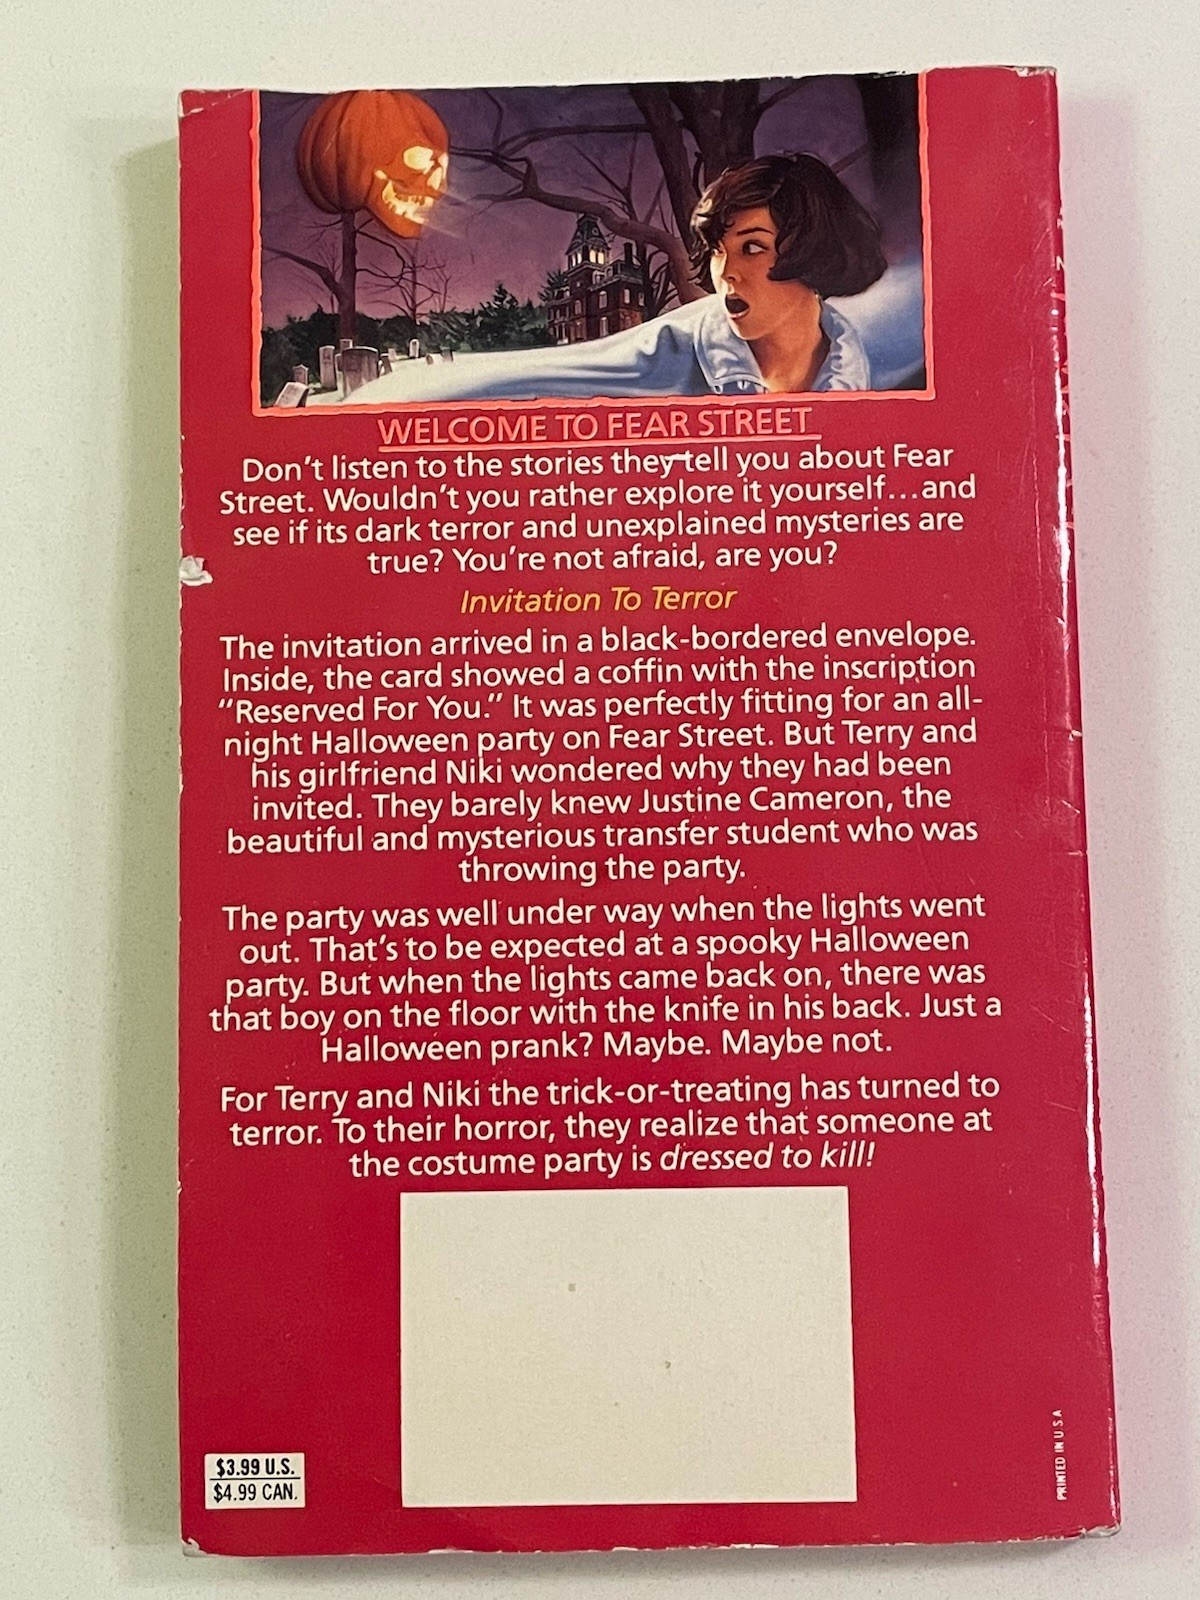 WELCOME TO FEAR STREET
Don't listen to the stories they tell you about Fear
Street. Wouldn't you rather explore it yourself...and
see if its dark terror and unexplained mysteries are
true? You're not afraid, are you?
Invitation To Terror
The invitation arrived in a black-bordered envelope.
Inside, the card showed a coffin with the inscription
"Reserved For You." It was perfectly fitting for an all-
night Halloween party on Fear Street. But Terry and
his girlfriend Niki wondered why they had been
invited. They barely knew Justine Cameron, the
beautiful and mysterious transfer student who was
throwing the party.
The party was well under way when the lights went
out. That's to be expected at a spooky Halloween
party. But when the lights came back on, there was
that boy on the floor with the knife in his back. Just a
Halloween prank? Maybe. Maybe not.
For Terry and Niki the trick-or-treating has turned to
terror. To their horror, they realize that someone at
the costume party is dressed to kill!
$3.99 U.S.
$4.99 CAN.
PRINTED IN U.S.A